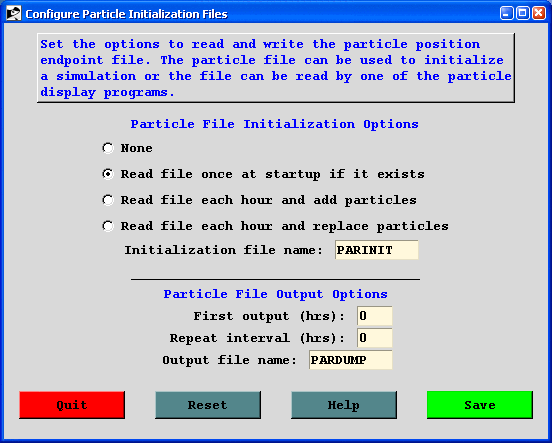 Configure Particle Initialization Files
Set the options to read and write the particle position
endpoint file. The particle file can be used to initialize
a simulation or the file can be read by one of the particle
display programs.
Particle File Initialization Options
None
Read file once at startup if it exists
Read file each hour and add particles
Read file each hour and replace particles
Initialization file name: PARINIT
Particle File Output Options
First output (hrs): 0
Repeat interval (hrs): 0
Output file name: PARDUMP
Quit Reset Help Save